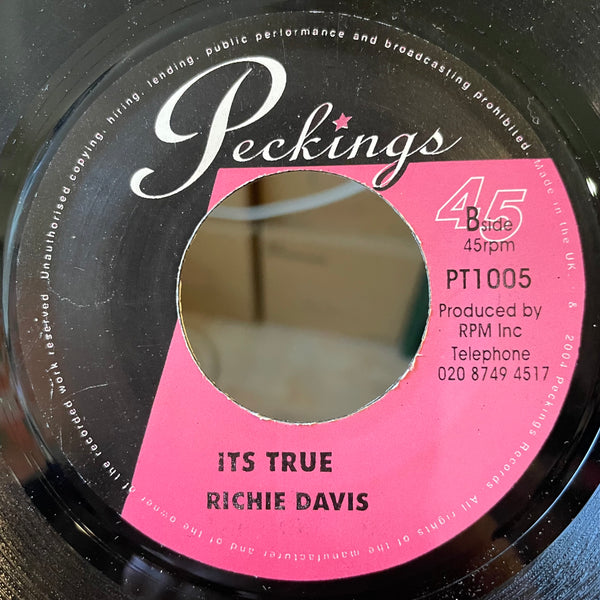 Peckings
45
Bside
45rpm
PT1005
Produced by
RPM Inc
Telephone
020 8749 4517
ITS TRUE
RICHIE DAVIS
Made in the UK. · & 2004 Peckings Records. All rights of the manufacturer and of the owner of the recorded work reserved. Unauthorised copying, hiring, lending, public performance and broadcasting prohibited.